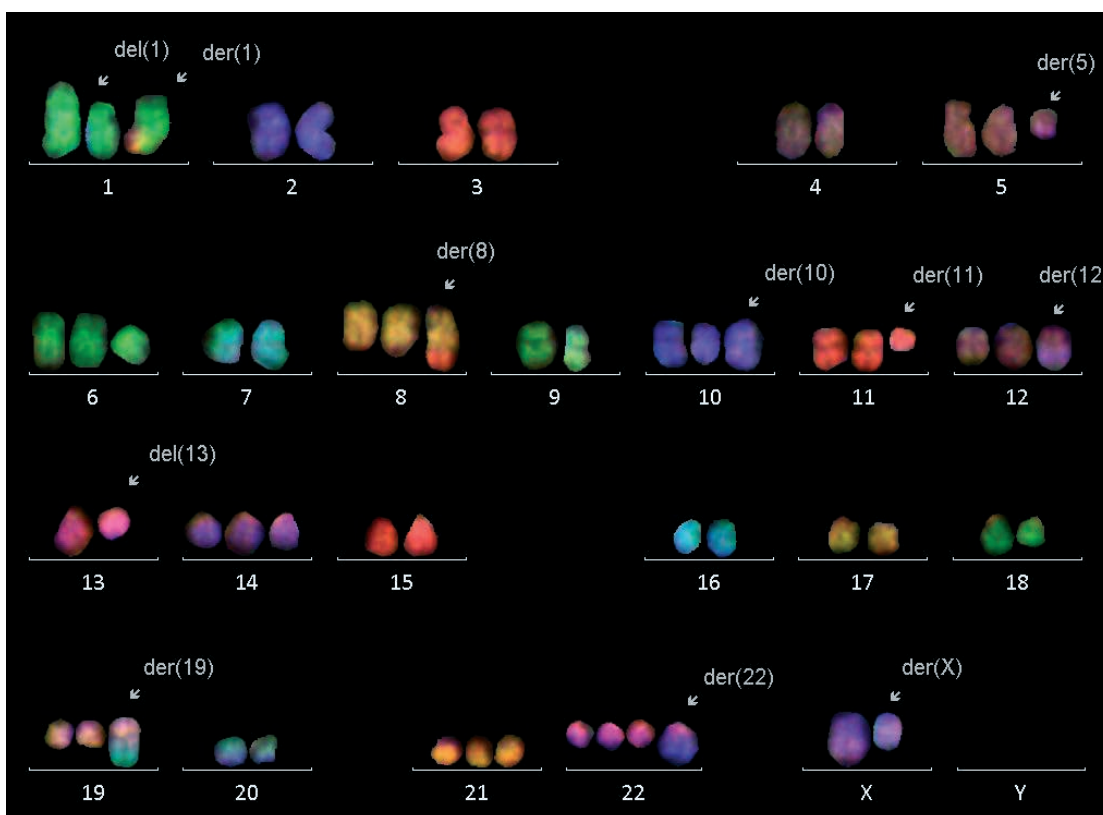 del(1) der(1) der(5)
1 2 3 4 5
der(8) der(10) der(11) der(12
6 7 8 9 10 11 12
del(13)
13 14 15 16 17 18
der(19) der(22) der(X)
19 20 21 22 X Y